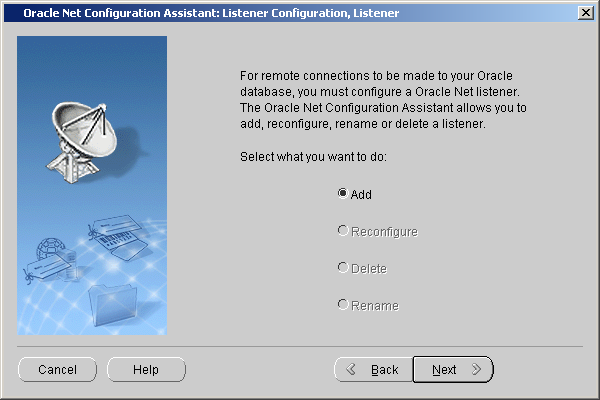 Oracle Net Configuration Assistant: Listener Configuration, Listener
For remote connections to be made to your Oracle
database, you must configure a Oracle Net listener.
The Oracle Net Configuration Assistant allows you to
add, reconfigure, rename or delete a listener.
Select what you want to do:
Add
Reconfigure
Delete
Rename
Cancel
Help
Back
Next